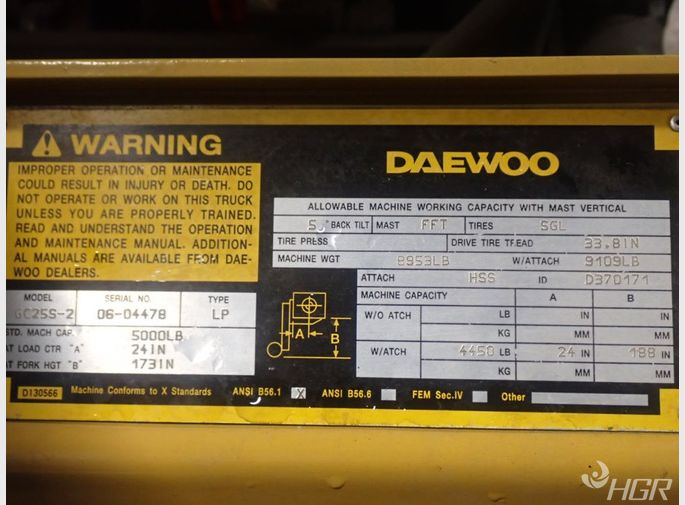 WARNING
IMPROPER OPERATION OR MAINTENANCE
COULD RESULT IN INJURY OR DEATH. DO
NOT OPERATE OR WORK ON THIS TRUCK
UNLESS YOU ARE PROPERLY TRAINED.
READ AND UNDERSTAND THE OPERATION
AND MAINTENANCE MANUAL. ADDITION-
AL MANUALS ARE AVAILABLE FROM DAE-
WOO DEALERS.
MODEL SERIAL NO. TYPE
GC25S-2 06-04478 LP
STD. MACH CAP. 5000LB
AT LOAD CTR "A" 24IN
AT FORK HGT "B" 173IN
DAEWOO
ALLOWABLE MACHINE WORKING CAPACITY WITH MAST VERTICAL
BACK TILT MAST FFT TIRES SGL
TIRE PRESS DRIVE TIRE TREAD 33.8IN
MACHINE WGT 8953LB W/ATTACH 9109LB
ATTACH HSS ID D370171
MACHINE CAPACITY A B
W/O ATCH LB IN IN
KG MM MM
W/ATCH 4450 LB 24 IN 188 IN
KG MM MM
A
B
D130566 Machine Conforms to X Standards ANSI B56.1 X ANSI B56.6 FEM Sec.IV Other
HGR